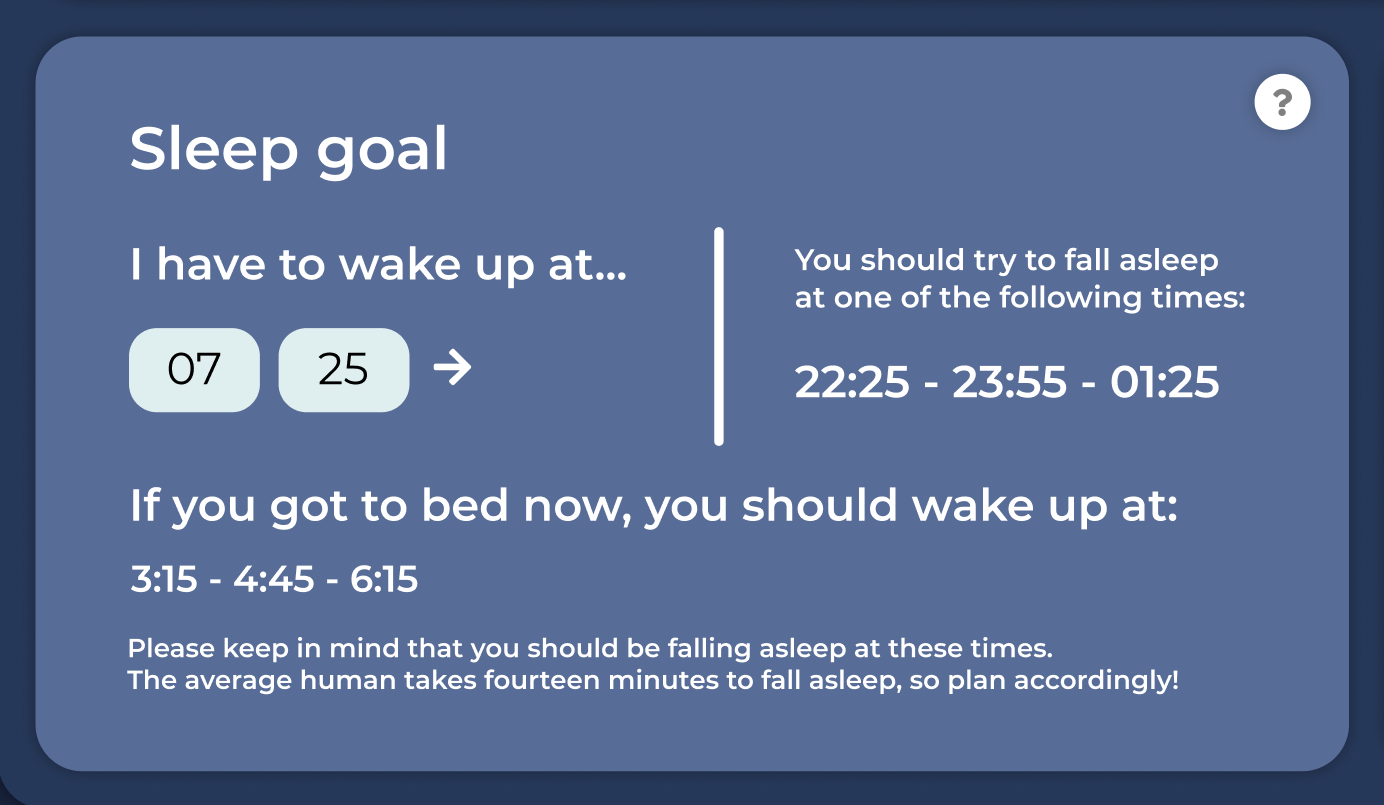 ?
Sleep goal
I have to wake up at...
07 25 →
You should try to fall asleep
at one of the following times:
22:25 - 23:55 - 01:25
If you got to bed now, you should wake up at:
3:15 - 4:45 - 6:15
Please keep in mind that you should be falling asleep at these times.
The average human takes fourteen minutes to fall asleep, so plan accordingly!